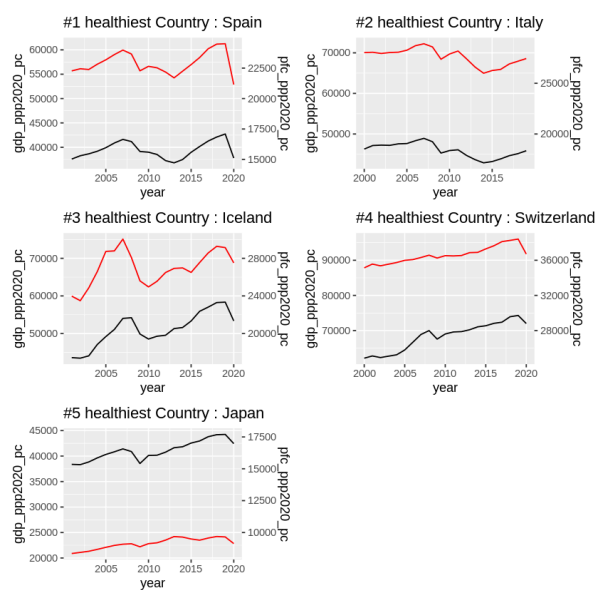 #1 healthiest Country : Spain
60000
55000
50000
45000
40000
22500
20000
17500
15000
gdp_ppp2020_pc
pfc_ppp2020_pc
2005 2010 2015 2020
year
#2 healthiest Country : Italy
70000
60000
50000
25000
20000
gdp_ppp2020_pc
pfc_ppp2020_pc
2000 2005 2010 2015
year
#3 healthiest Country : Iceland
70000
60000
50000
28000
24000
20000
gdp_ppp2020_pc
pfc_ppp2020_pc
2005 2010 2015 2020
year
#4 healthiest Country : Switzerland
90000
80000
70000
36000
32000
28000
gdp_ppp2020_pc
pfc_ppp2020_pc
2000 2005 2010 2015 2020
year
#5 healthiest Country : Japan
45000
40000
35000
30000
25000
20000
17500
15000
12500
10000
gdp_ppp2020_pc
pfc_ppp2020_pc
2005 2010 2015 2020
year